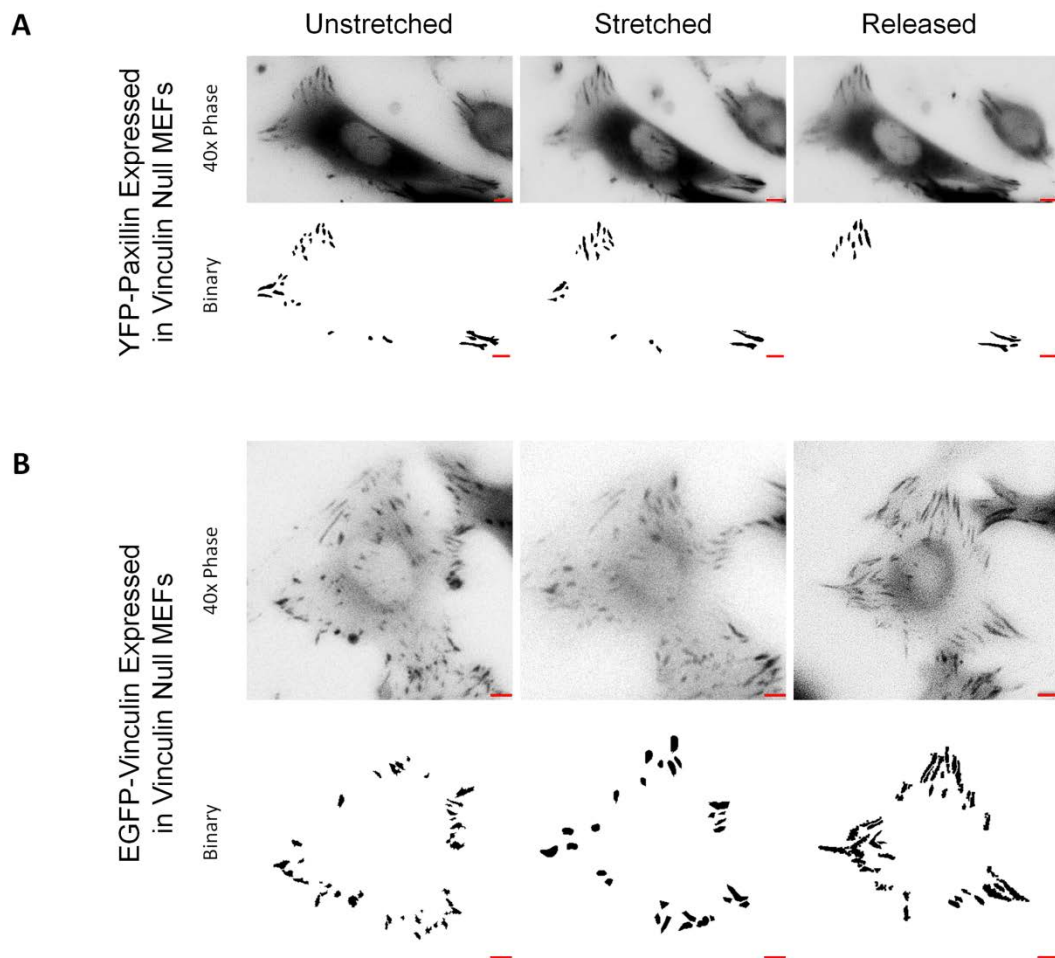 A
Unstretched
Stretched
Released
YFP-Paxillin Expressed
in Vinculin Null MEFs
40x Phase
Binary
B
EGFP-Vinculin Expressed
in Vinculin Null MEFs
40x Phase
Binary